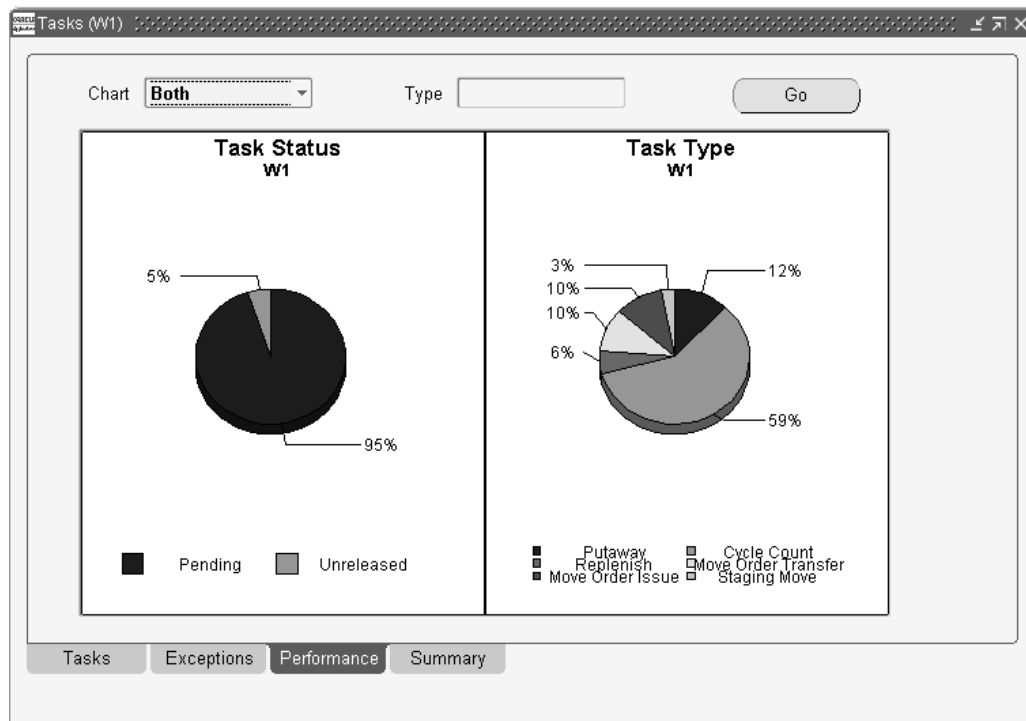 Tasks (W1)
Chart Both Type Go
Task Status
W1
5%
95%
Pending Unreleased
Task Type
W1
3%
12%
10%
10%
6%
59%
Putaway Cycle Count
Replenish Move Order Transfer
Move Order Issue Staging Move
Tasks Exceptions Performance Summary